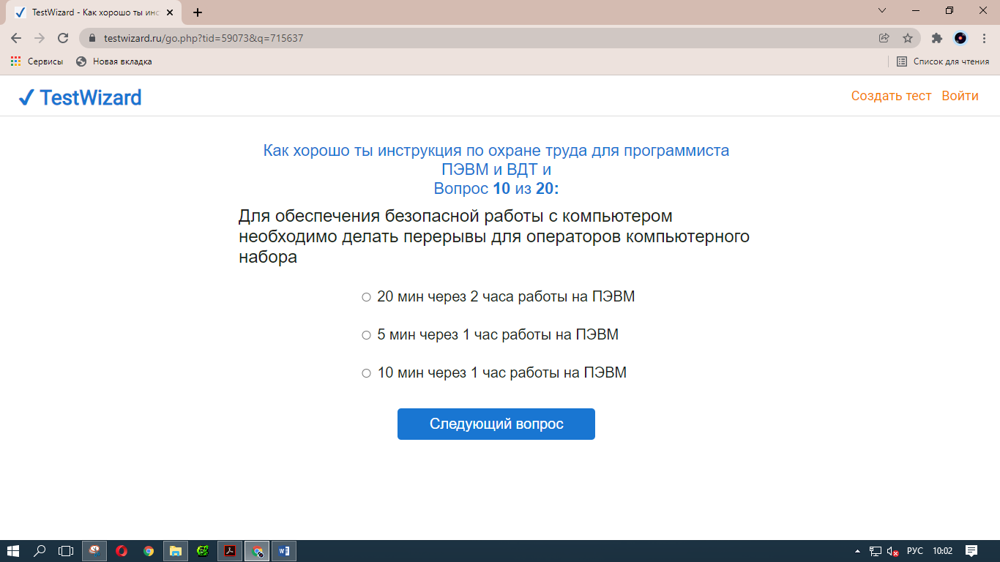 TestWizard - Как хорошо ты инс
testwizard.ru/go.php?tid=59073&q=715637
Сервисы Новая вкладка Список для чтения
TestWizard Создать тест Войти
Как хорошо ты инструкция по охране труда для программиста
ПЭВМ и ВДТ и
Вопрос 10 из 20:
Для обеспечения безопасной работы с компьютером
необходимо делать перерывы для операторов компьютерного
набора
20 мин через 2 часа работы на ПЭВМ
5 мин через 1 час работы на ПЭВМ
10 мин через 1 час работы на ПЭВМ
Следующий вопрос
РУС 10:02